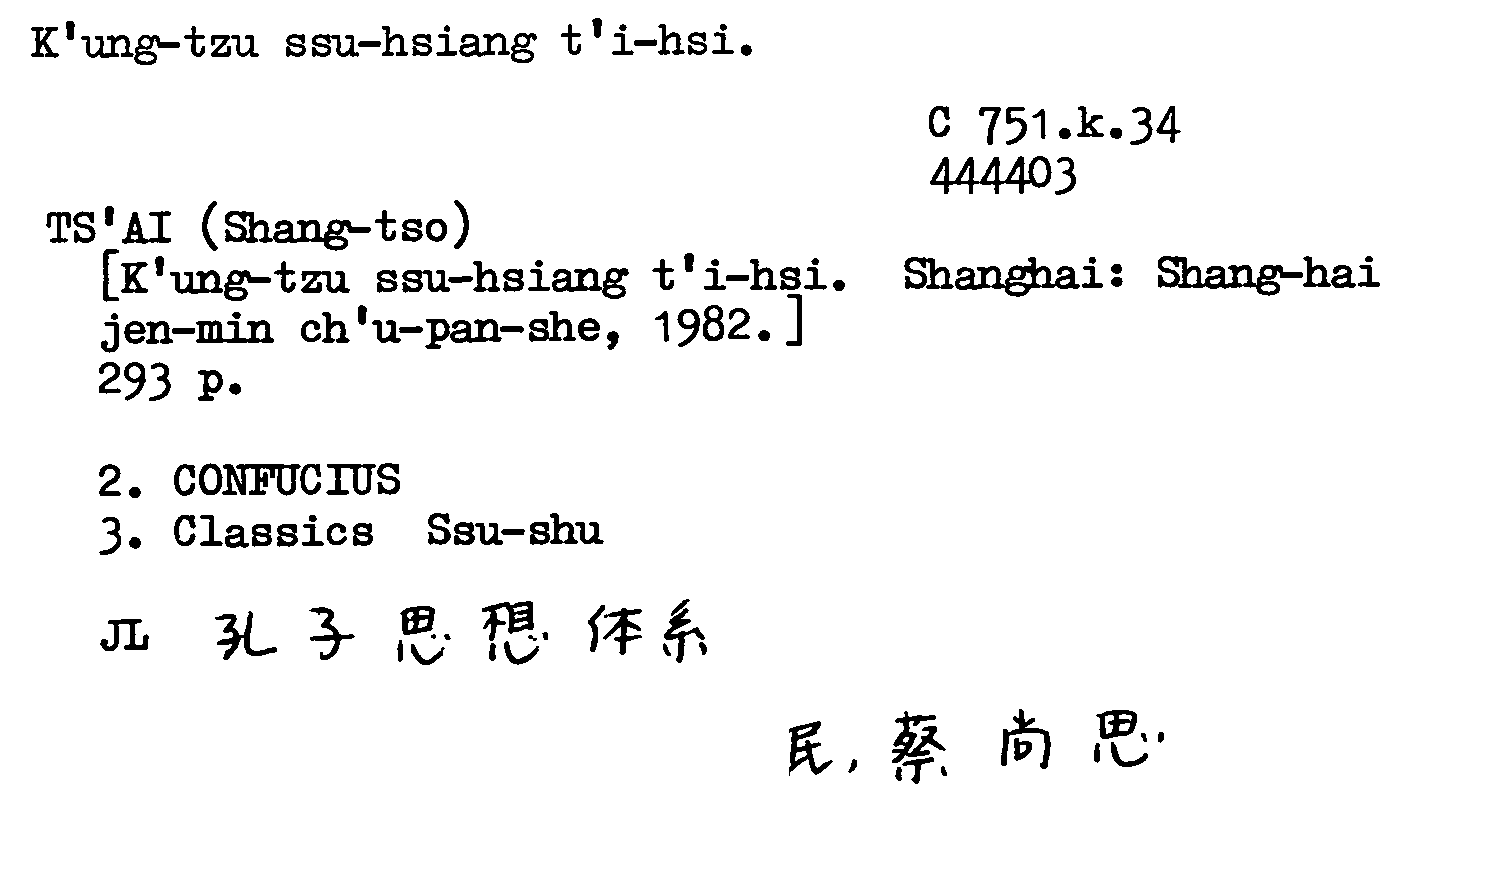 K'ung-tzu ssu-hsiang t'i-hsi.
C 751.k.34
444403
TS'AI (Shang-tso)
[K'ung-tzu ssu-hsiang t'i-hsi. Shanghai: Shang-hai
jen-min ch'u-pan-she, 1982.]
293 p.
2. CONFUCIUS
3. Classics Ssu-shu
JL 孔子思想体系
民, 蔡尚思